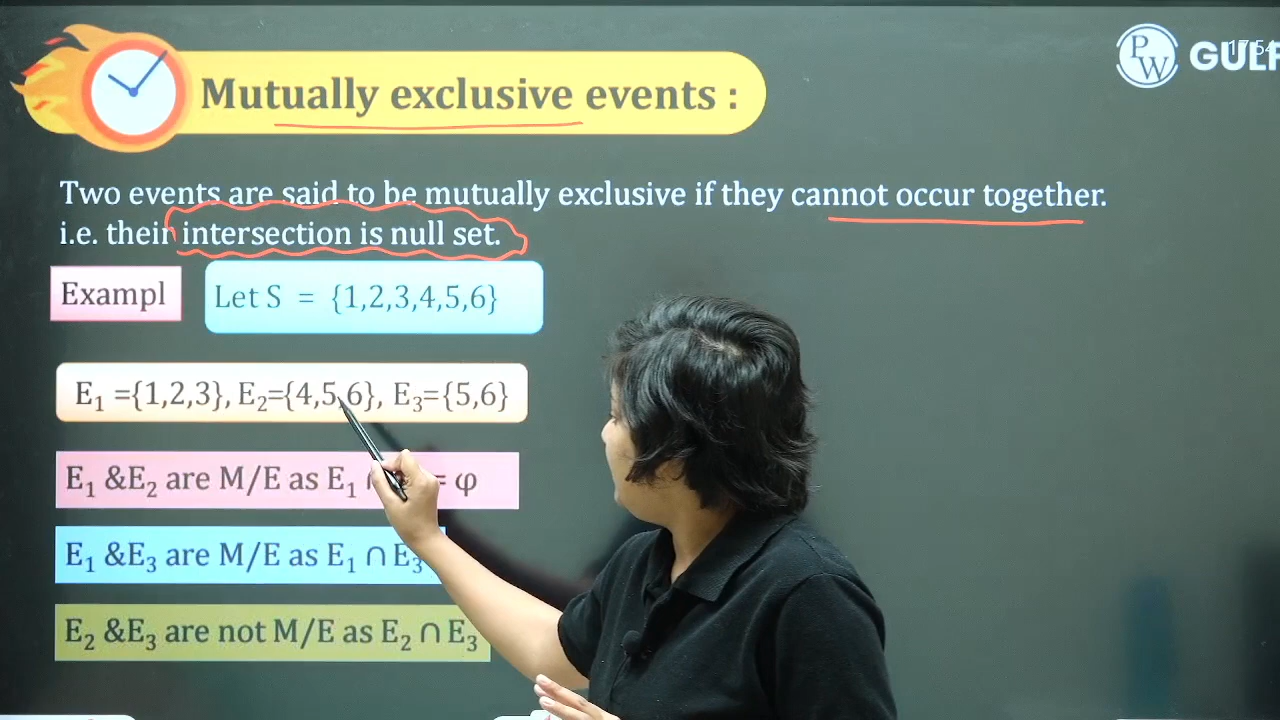 Mutually exclusive events :
PW GULF
17:54
Two events are said to be mutually exclusive if they cannot occur together.
i.e. their intersection is null set.
Exampl
Let S = {1,2,3,4,5,6}
E₁ ={1,2,3}, E₂={4,5,6}, E₃={5,6}
E₁ &E₂ are M/E as E₁ = φ
E₁ &E₃ are M/E as E₁ ∩ E₃
E₂ &E₃ are not M/E as E₂ ∩ E₃